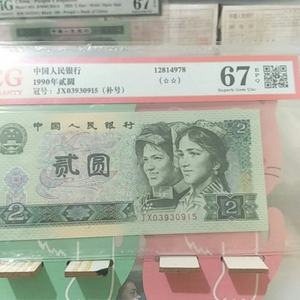 67
中国人民银行
12814978
67 EPQ
1990年贰圆
(☆☆)
Superb Gem Unc
冠号: JX03930915 (补号)
中国人民银行
贰圆
JX03930915
2
2